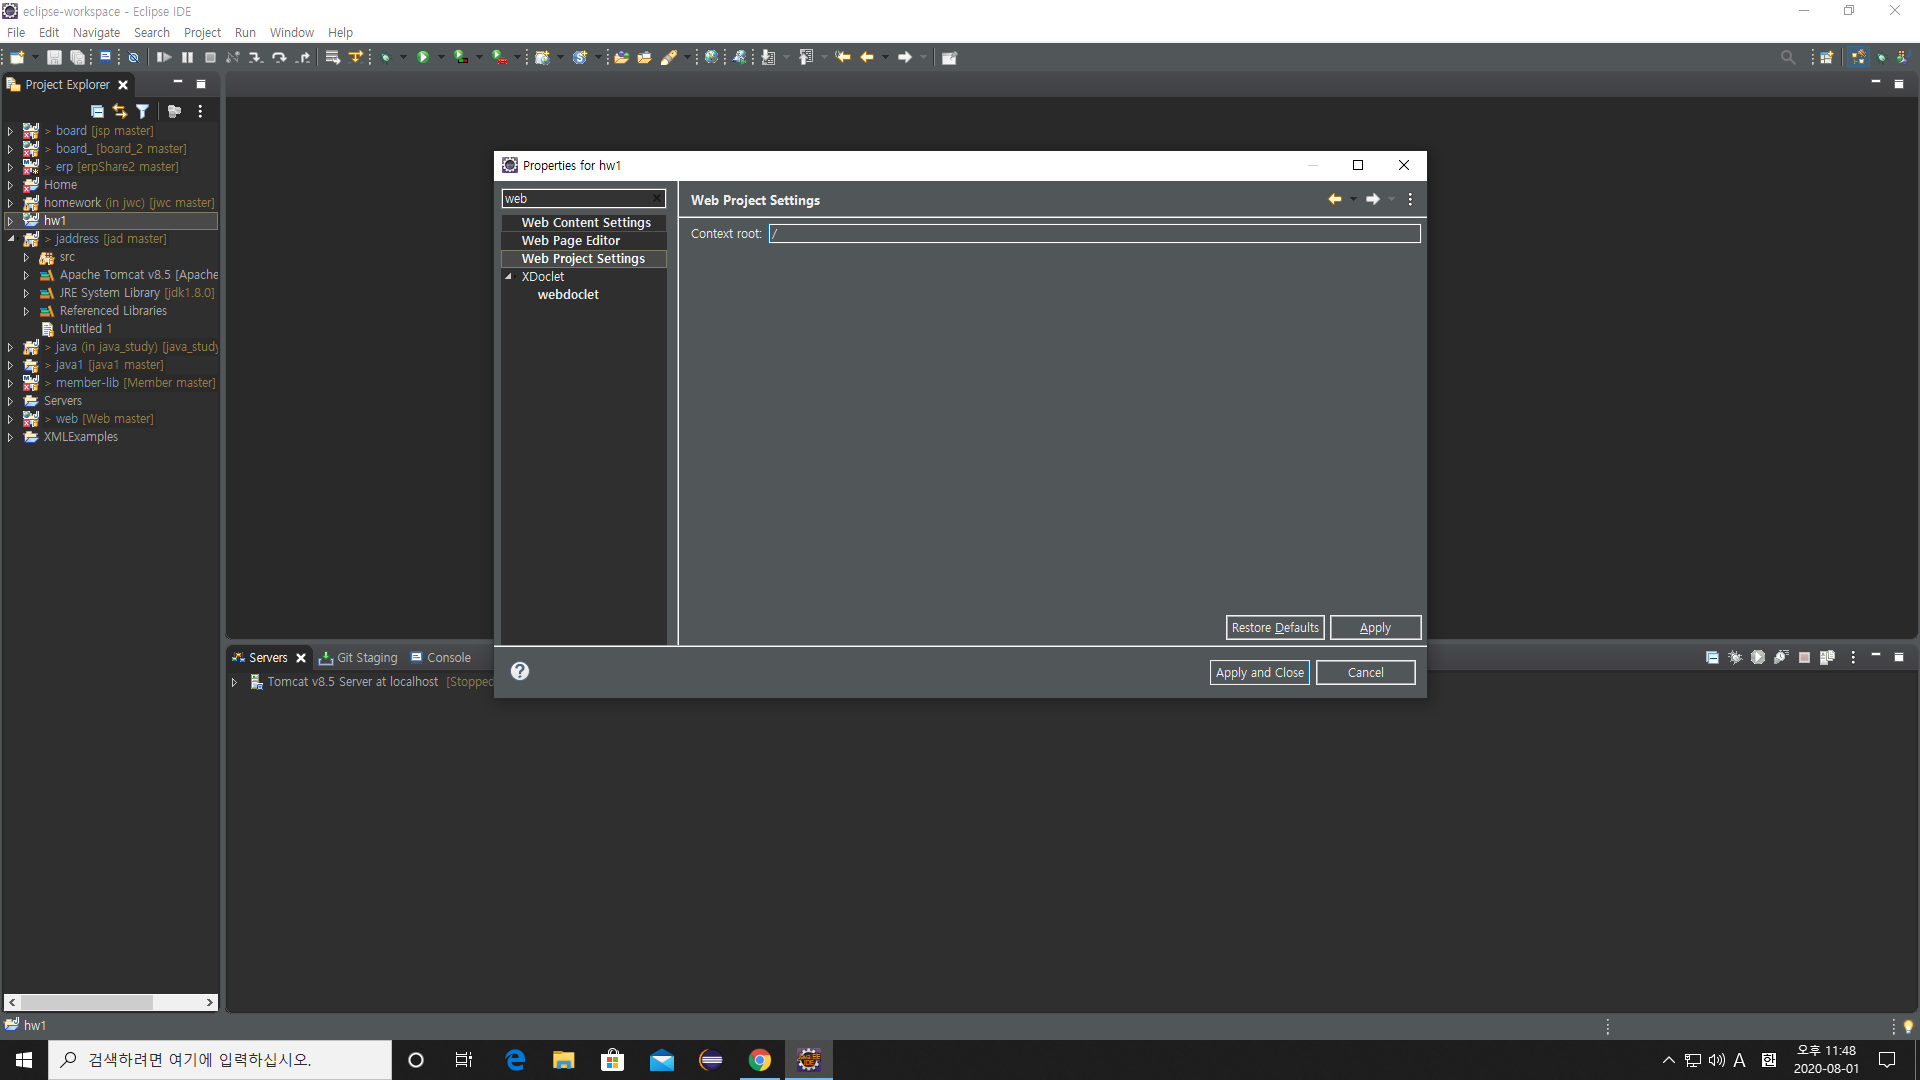 eclipse-workspace - Eclipse IDE
File Edit Navigate Search Project Run Window Help
Project Explorer
> board [jsp master]
> board_ [board_2 master]
> erp [erpShare2 master]
Home
homework (in jwc) [jwc master]
hw1
> jaddress [jad master]
src
Apache Tomcat v8.5 [Apache
JRE System Library [jdk1.8.0]
Referenced Libraries
Untitled 1
> java (in java_study) [java_study
> java1 [java1 master]
> member-lib [Member master]
Servers
> web [Web master]
XMLExamples
Properties for hw1
web
Web Content Settings
Web Page Editor
Web Project Settings
XDoclet
webdoclet
Web Project Settings
Context root: /
Restore Defaults Apply
Apply and Close Cancel
Servers Git Staging Console
Tomcat v8.5 Server at localhost [Stopped
hw1
검색하려면 여기에 입력하십시오.
A 한 오후 11:48
2020-08-01